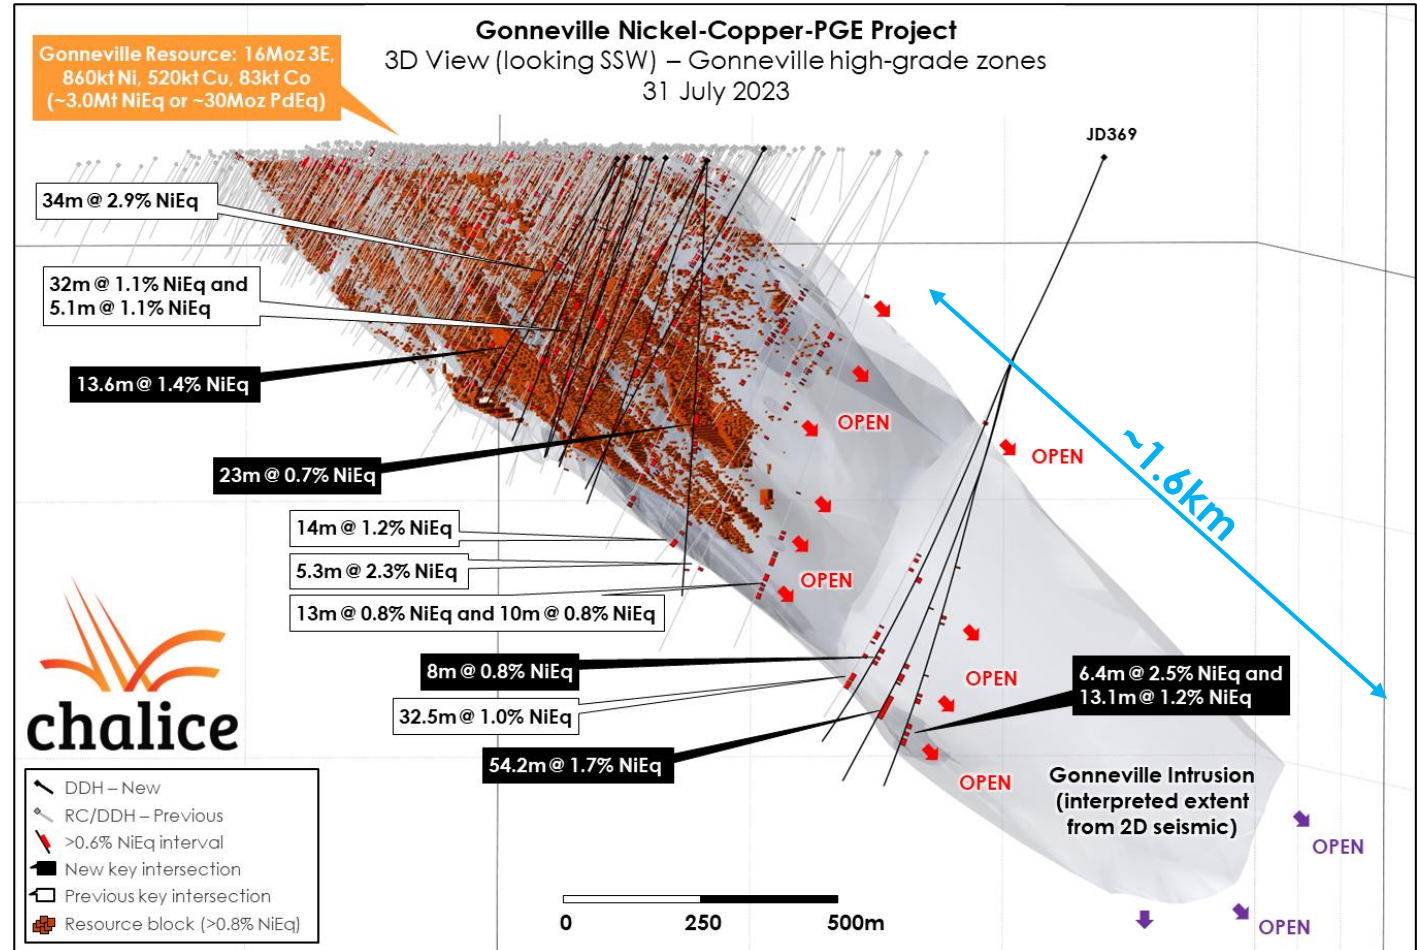 Gonneville Nickel-Copper-PGE Project
3D View (looking SSW) – Gonneville high-grade zones
31 July 2023
Gonneville Resource: 16Moz 3E,
860kt Ni, 520kt Cu, 83kt Co
(~3.0Mt NiEq or ~30Moz PdEq)
JD369
34m @ 2.9% NiEq
32m @ 1.1% NiEq and
5.1m @ 1.1% NiEq
13.6m @ 1.4% NiEq
23m @ 0.7% NiEq
14m @ 1.2% NiEq
5.3m @ 2.3% NiEq
13m @ 0.8% NiEq and 10m @ 0.8% NiEq
8m @ 0.8% NiEq
32.5m @ 1.0% NiEq
54.2m @ 1.7% NiEq
6.4m @ 2.5% NiEq and
13.1m @ 1.2% NiEq
OPEN
OPEN
OPEN
OPEN
OPEN
~1.6km
Gonneville Intrusion
(interpreted extent
from 2D seismic)
OPEN
OPEN
chalice
DDH – New
RC/DDH – Previous
>0.6% NiEq interval
New key intersection
Previous key intersection
Resource block (>0.8% NiEq)
0 250 500m